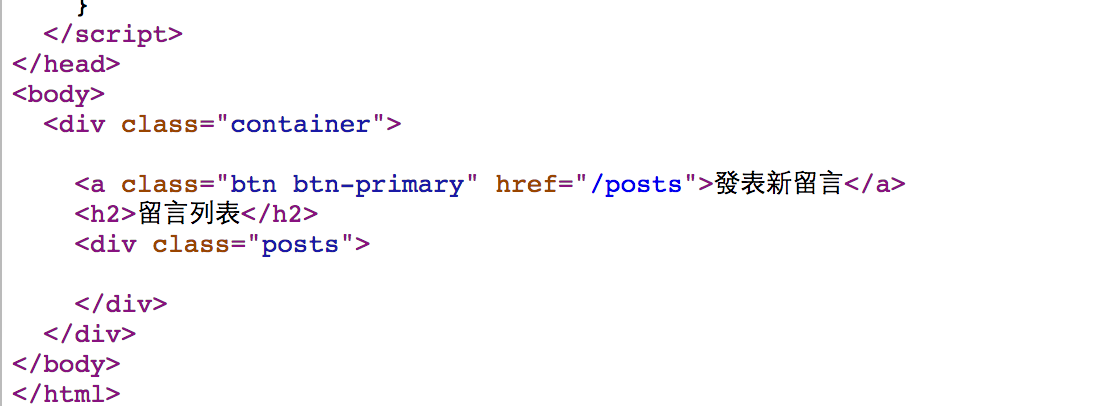 }
</script>
</head>
<body>
<div class="container">
<a class="btn btn-primary" href="/posts">發表新留言</a>
<h2>留言列表</h2>
<div class="posts">
</div>
</div>
</body>
</html>